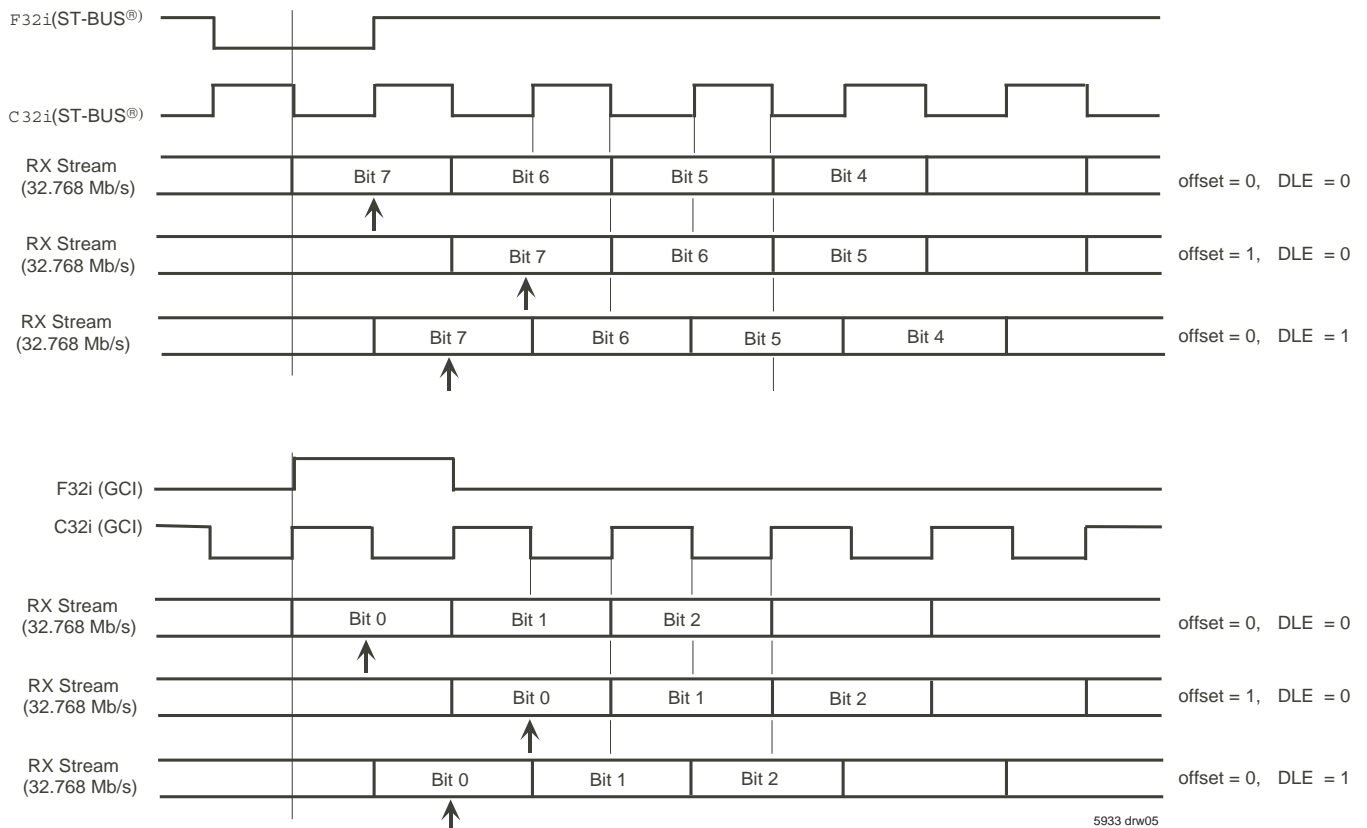 F32i(ST-BUS®)
C32i(ST-BUS®)
RX Stream
(32.768 Mb/s)
Bit 7
Bit 6
Bit 5
Bit 4
offset = 0, DLE = 0
RX Stream
(32.768 Mb/s)
Bit 7
Bit 6
Bit 5
offset = 1, DLE = 0
RX Stream
(32.768 Mb/s)
Bit 7
Bit 6
Bit 5
Bit 4
offset = 0, DLE = 1
F32i (GCI)
C32i (GCI)
RX Stream
(32.768 Mb/s)
Bit 0
Bit 1
Bit 2
offset = 0, DLE = 0
RX Stream
(32.768 Mb/s)
Bit 0
Bit 1
Bit 2
offset = 1, DLE = 0
RX Stream
(32.768 Mb/s)
Bit 0
Bit 1
Bit 2
offset = 0, DLE = 1
5933 drw05